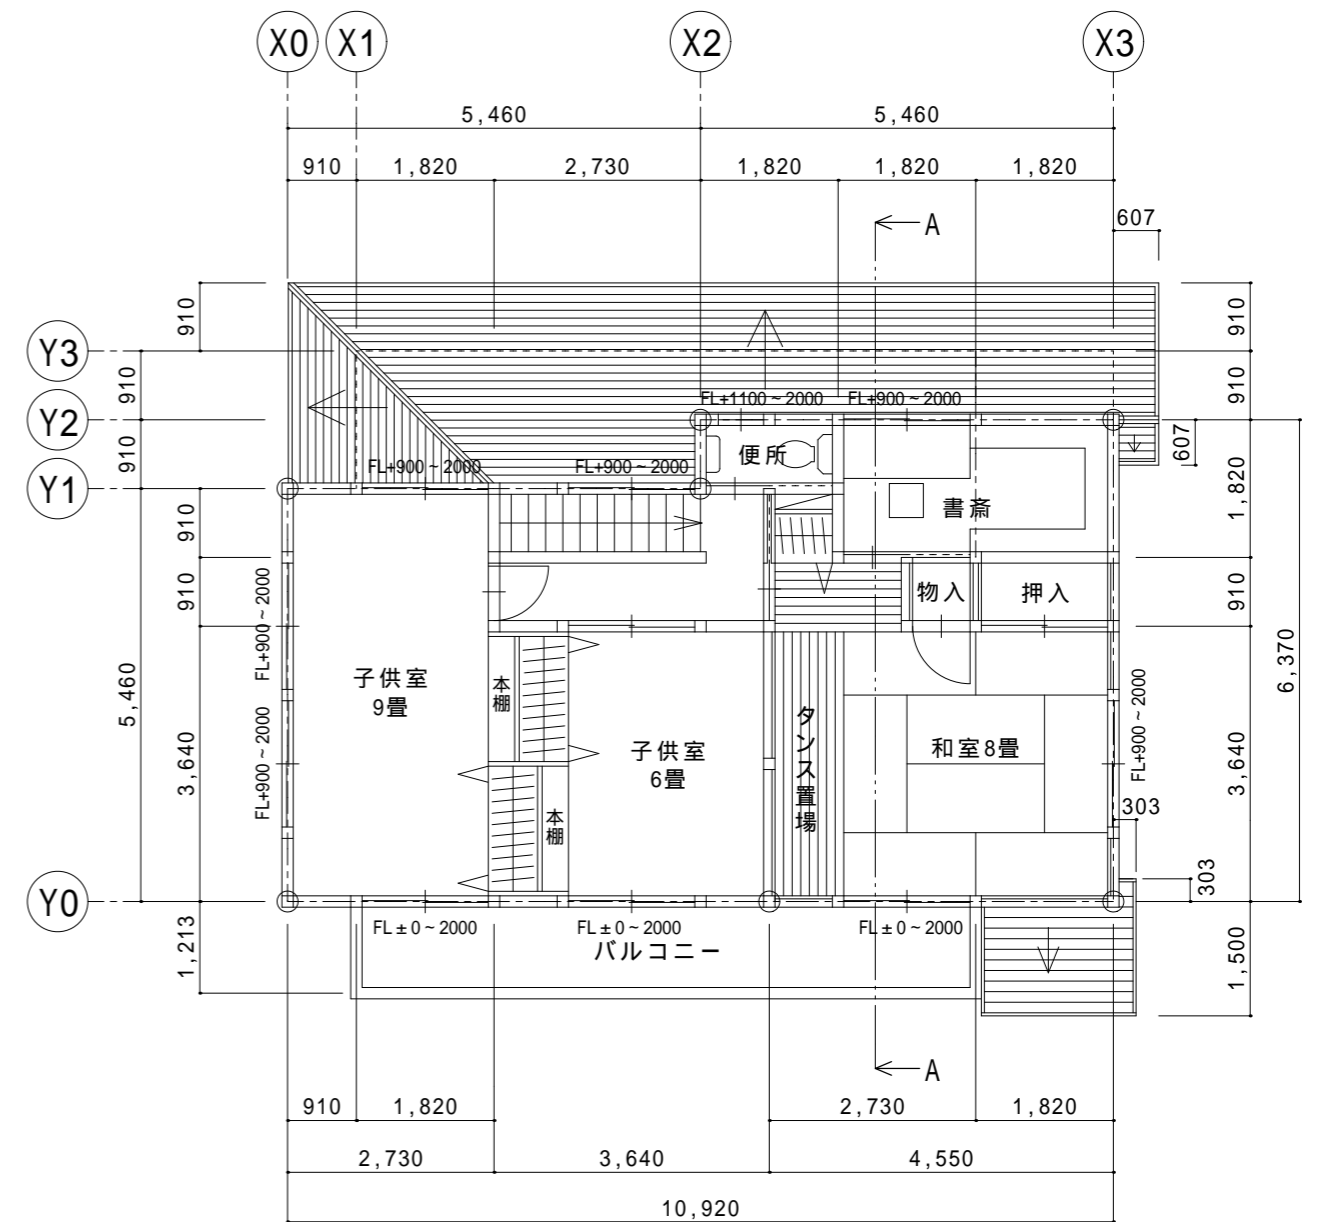 X0 X1 X2 X3
5,460 5,460
910 1,820 2,730 1,820 1,820 1,820
A
607
910
910
Y3
910
910
FL+1100～2000 FL+900～2000
Y2
便所
607
910
FL+900～2000 FL+900～2000
1,820
Y1
書斎
910
910
物入 押入
910
FL+900～2000
子供室
9畳
本棚
5,460
6,370
FL+900～2000
子供室
6畳
タンス置場
和室8畳
FL+900～2000
3,640
3,640
本棚
303
303
Y0
FL±0～2000 FL±0～2000 FL±0～2000
バルコニー
1,213
1,500
A
910 1,820 2,730 1,820
2,730 3,640 4,550
10,920